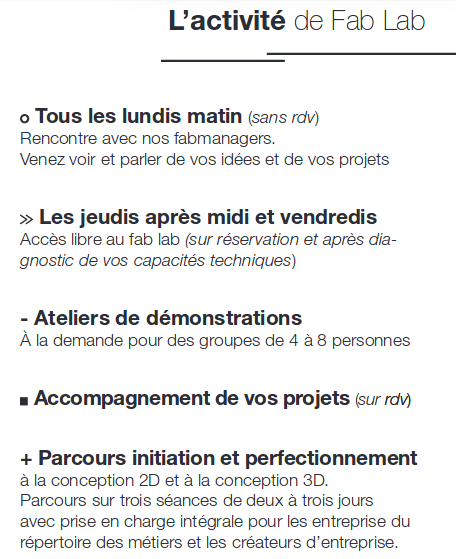 L’activité de Fab Lab
o Tous les lundis matin (sans rdv)
Rencontre avec nos fabmanagers.
Venez voir et parler de vos idées et de vos projets
» Les jeudis après midi et vendredis
Accès libre au fab lab (sur réservation et après dia-
gnostic de vos capacités techniques)
- Ateliers de démonstrations
À la demande pour des groupes de 4 à 8 personnes
■ Accompagnement de vos projets (sur rdv)
+ Parcours initiation et perfectionnement
à la conception 2D et à la conception 3D.
Parcours sur trois séances de deux à trois jours
avec prise en charge intégrale pour les entreprise du
répertoire des métiers et les créateurs d’entreprise.